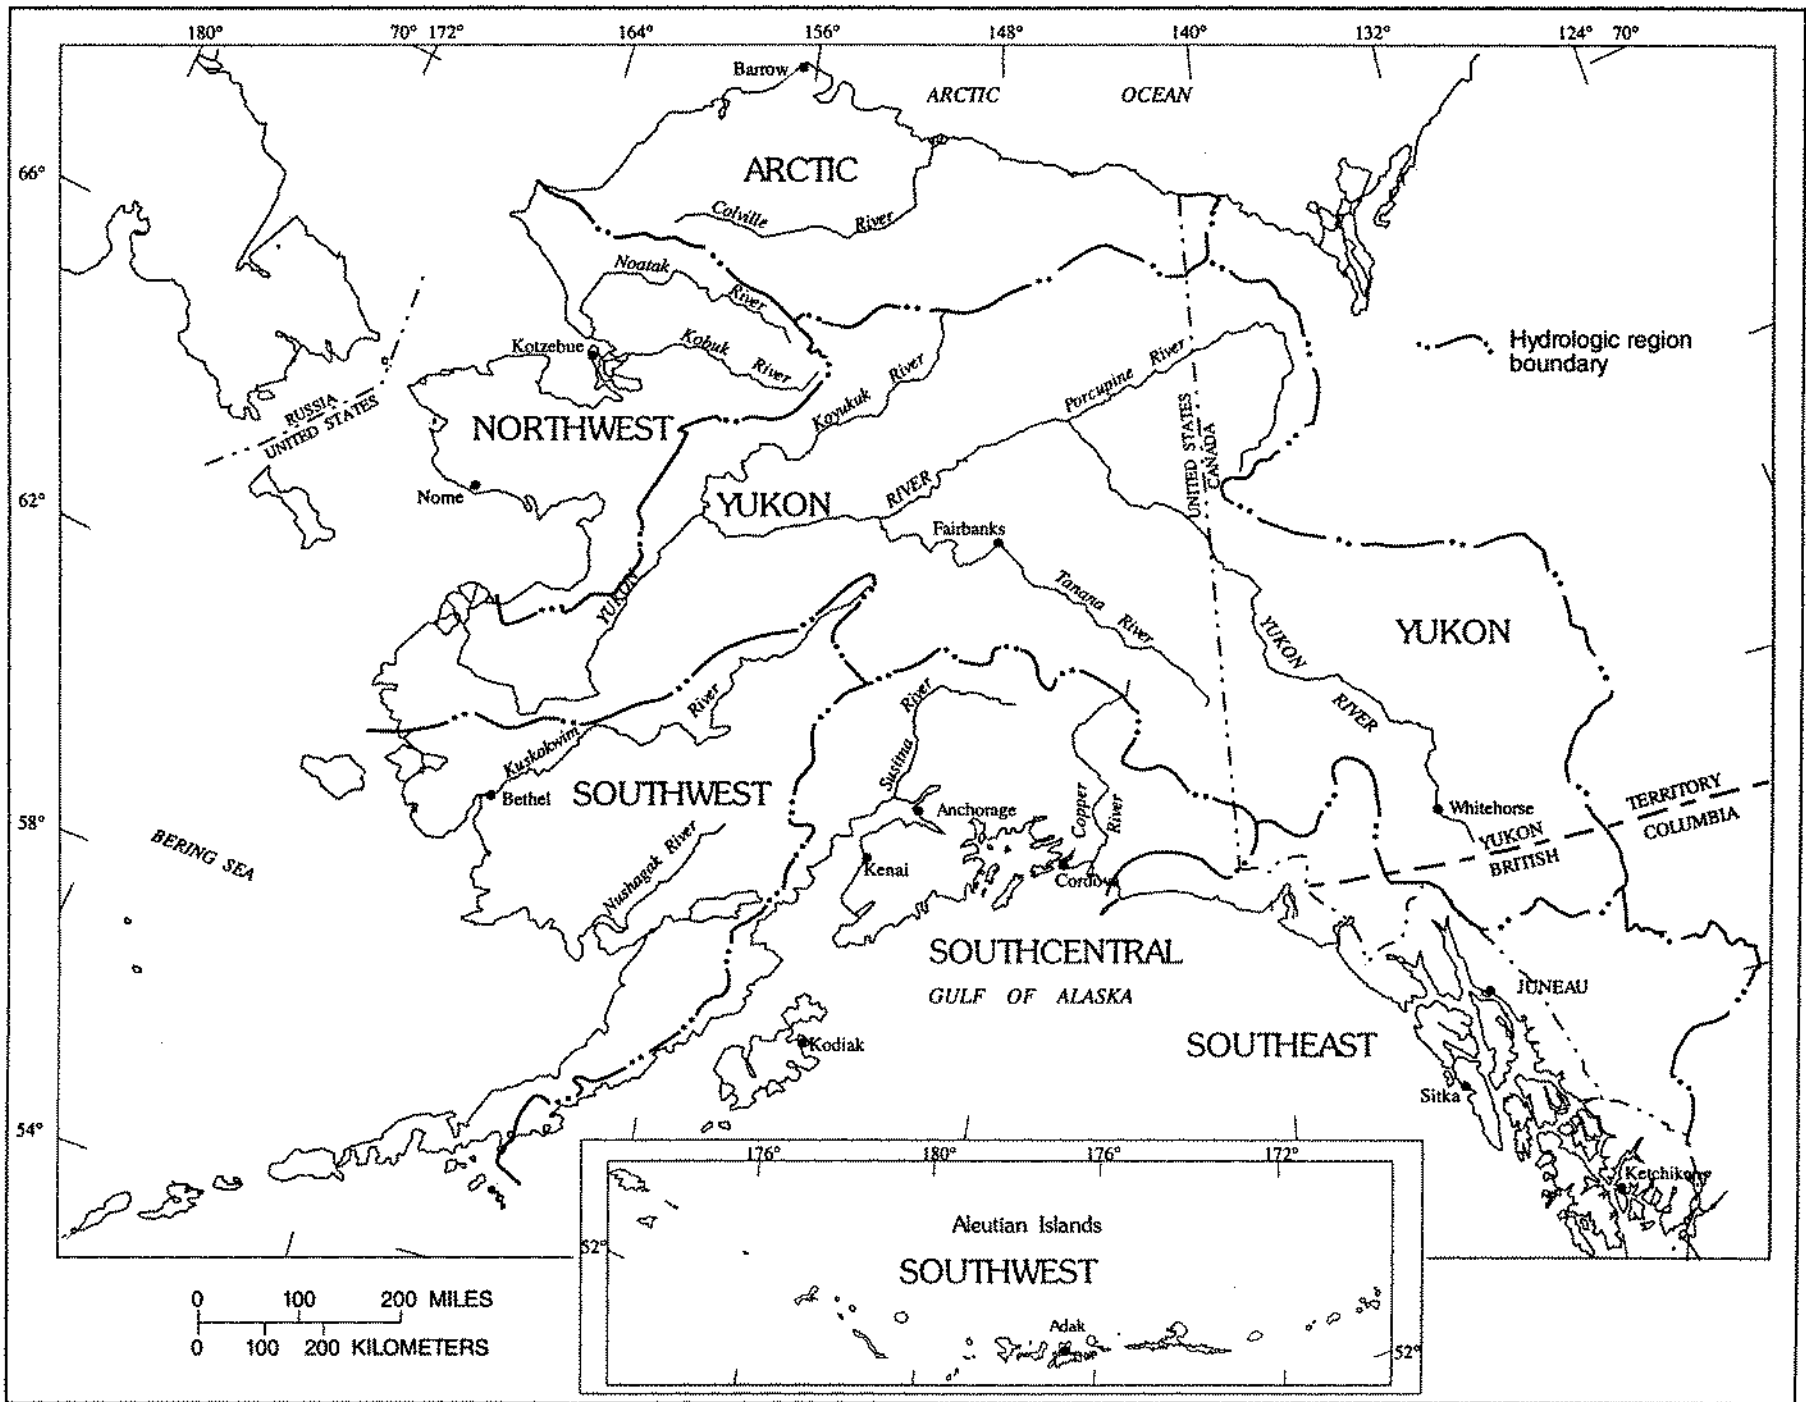 180° 70° 172° 164° 156° 148° 140° 132° 124° 70°
Barrow
ARCTIC OCEAN
66°
ARCTIC
Colville River
Noatak River
Kotzebue
Kobuk River
Koyukuk River
Porcupine River
Hydrologic region
boundary
RUSSIA
UNITED STATES
NORTHWEST
UNITED STATES
CANADA
62°
Nome
YUKON
RIVER
Fairbanks
Tanana River
YUKON
YUKON
YUKON
RIVER
Kuskokwim River
Susitna River
Copper River
Bethel
SOUTHWEST
Anchorage
Whitehorse
TERRITORY
COLUMBIA
YUKON
BRITISH
58°
BERING SEA
Nushagak River
Kenai
Cordova
SOUTHCENTRAL
GULF OF ALASKA
JUNEAU
SOUTHEAST
Kodiak
Sitka
54°
Ketchikan
176° 180° 176° 172°
Aleutian Islands
52°
SOUTHWEST
Adak
52°
0 100 200 MILES
0 100 200 KILOMETERS